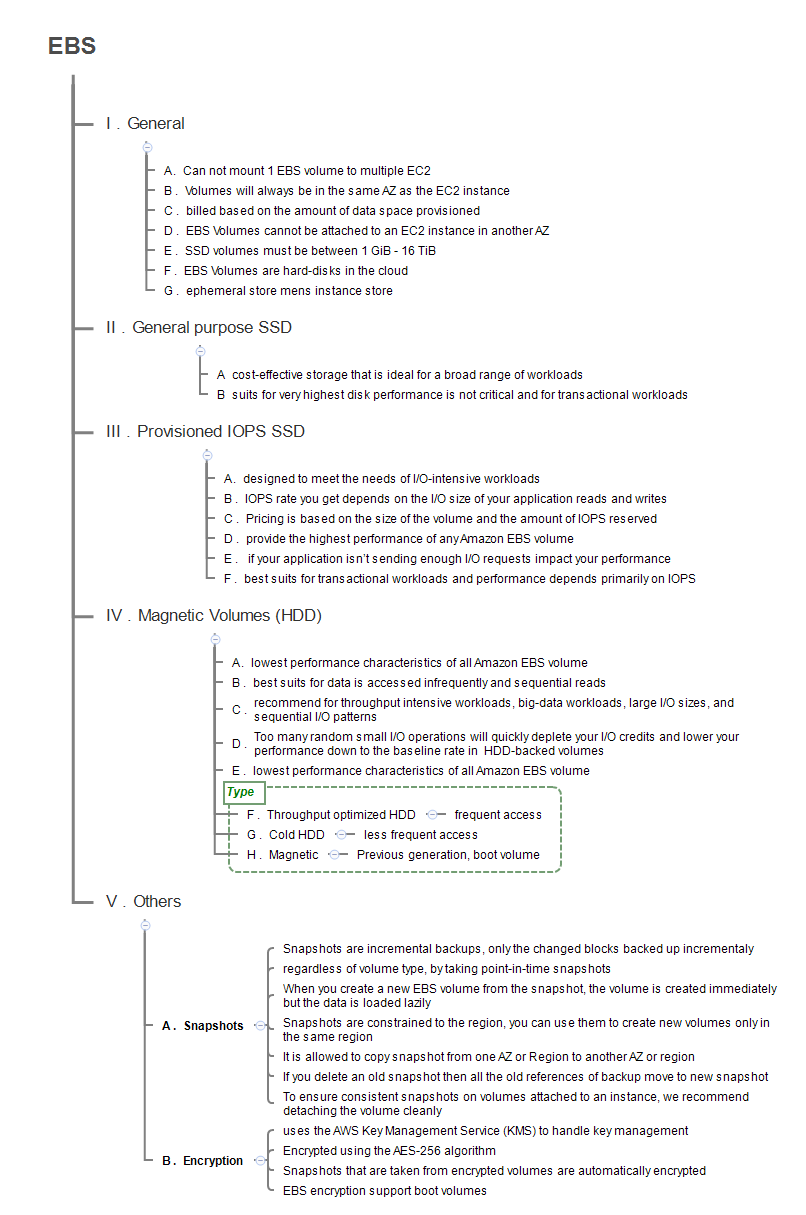 EBS
I . General
A. Can not mount 1 EBS volume to multiple EC2
B . Volumes will always be in the same AZ as the EC2 instance
C . billed based on the amount of data space provisioned
D . EBS Volumes cannot be attached to an EC2 instance in another AZ
E . SSD volumes must be between 1 GiB - 16 TiB
F . EBS Volumes are hard-disks in the cloud
G . ephemeral store mens instance store
II . General purpose SSD
A cost-effective storage that is ideal for a broad range of workloads
B suits for very highest disk performance is not critical and for transactional workloads
III . Provisioned IOPS SSD
A. designed to meet the needs of I/O-intensive workloads
B . IOPS rate you get depends on the I/O size of your application reads and writes
C . Pricing is based on the size of the volume and the amount of IOPS reserved
D . provide the highest performance of any Amazon EBS volume
E . if your application isn't sending enough I/O requests impact your performance
F . best suits for transactional workloads and performance depends primarily on IOPS
IV . Magnetic Volumes (HDD)
A. lowest performance characteristics of all Amazon EBS volume
B . best suits for data is accessed infrequently and sequential reads
C . recommend for throughput intensive workloads, big-data workloads, large I/O sizes, and
sequential I/O patterns
D . Too many random small I/O operations will quickly deplete your I/O credits and lower your
performance down to the baseline rate in HDD-backed volumes
E . lowest performance characteristics of all Amazon EBS volume
Type
F . Throughput optimized HDD frequent access
G . Cold HDD less frequent access
H . Magnetic Previous generation, boot volume
V . Others
A. Snapshots
Snapshots are incremental backups, only the changed blocks backed up incrementaly
regardless of volume type, by taking point-in-time snapshots
When you create a new EBS volume from the snapshot, the volume is created immediately
but the data is loaded lazily
Snapshots are constrained to the region, you can use them to create new volumes only in
the same region
It is allowed to copy snapshot from one AZ or Region to another AZ or region
If you delete an old snapshot then all the old references of backup move to new snapshot
To ensure consistent snapshots on volumes attached to an instance, we recommend
detaching the volume cleanly
B. Encryption
uses the AWS Key Management Service (KMS) to handle key management
Encrypted using the AES-256 algorithm
Snapshots that are taken from encrypted volumes are automatically encrypted
EBS encryption support boot volumes